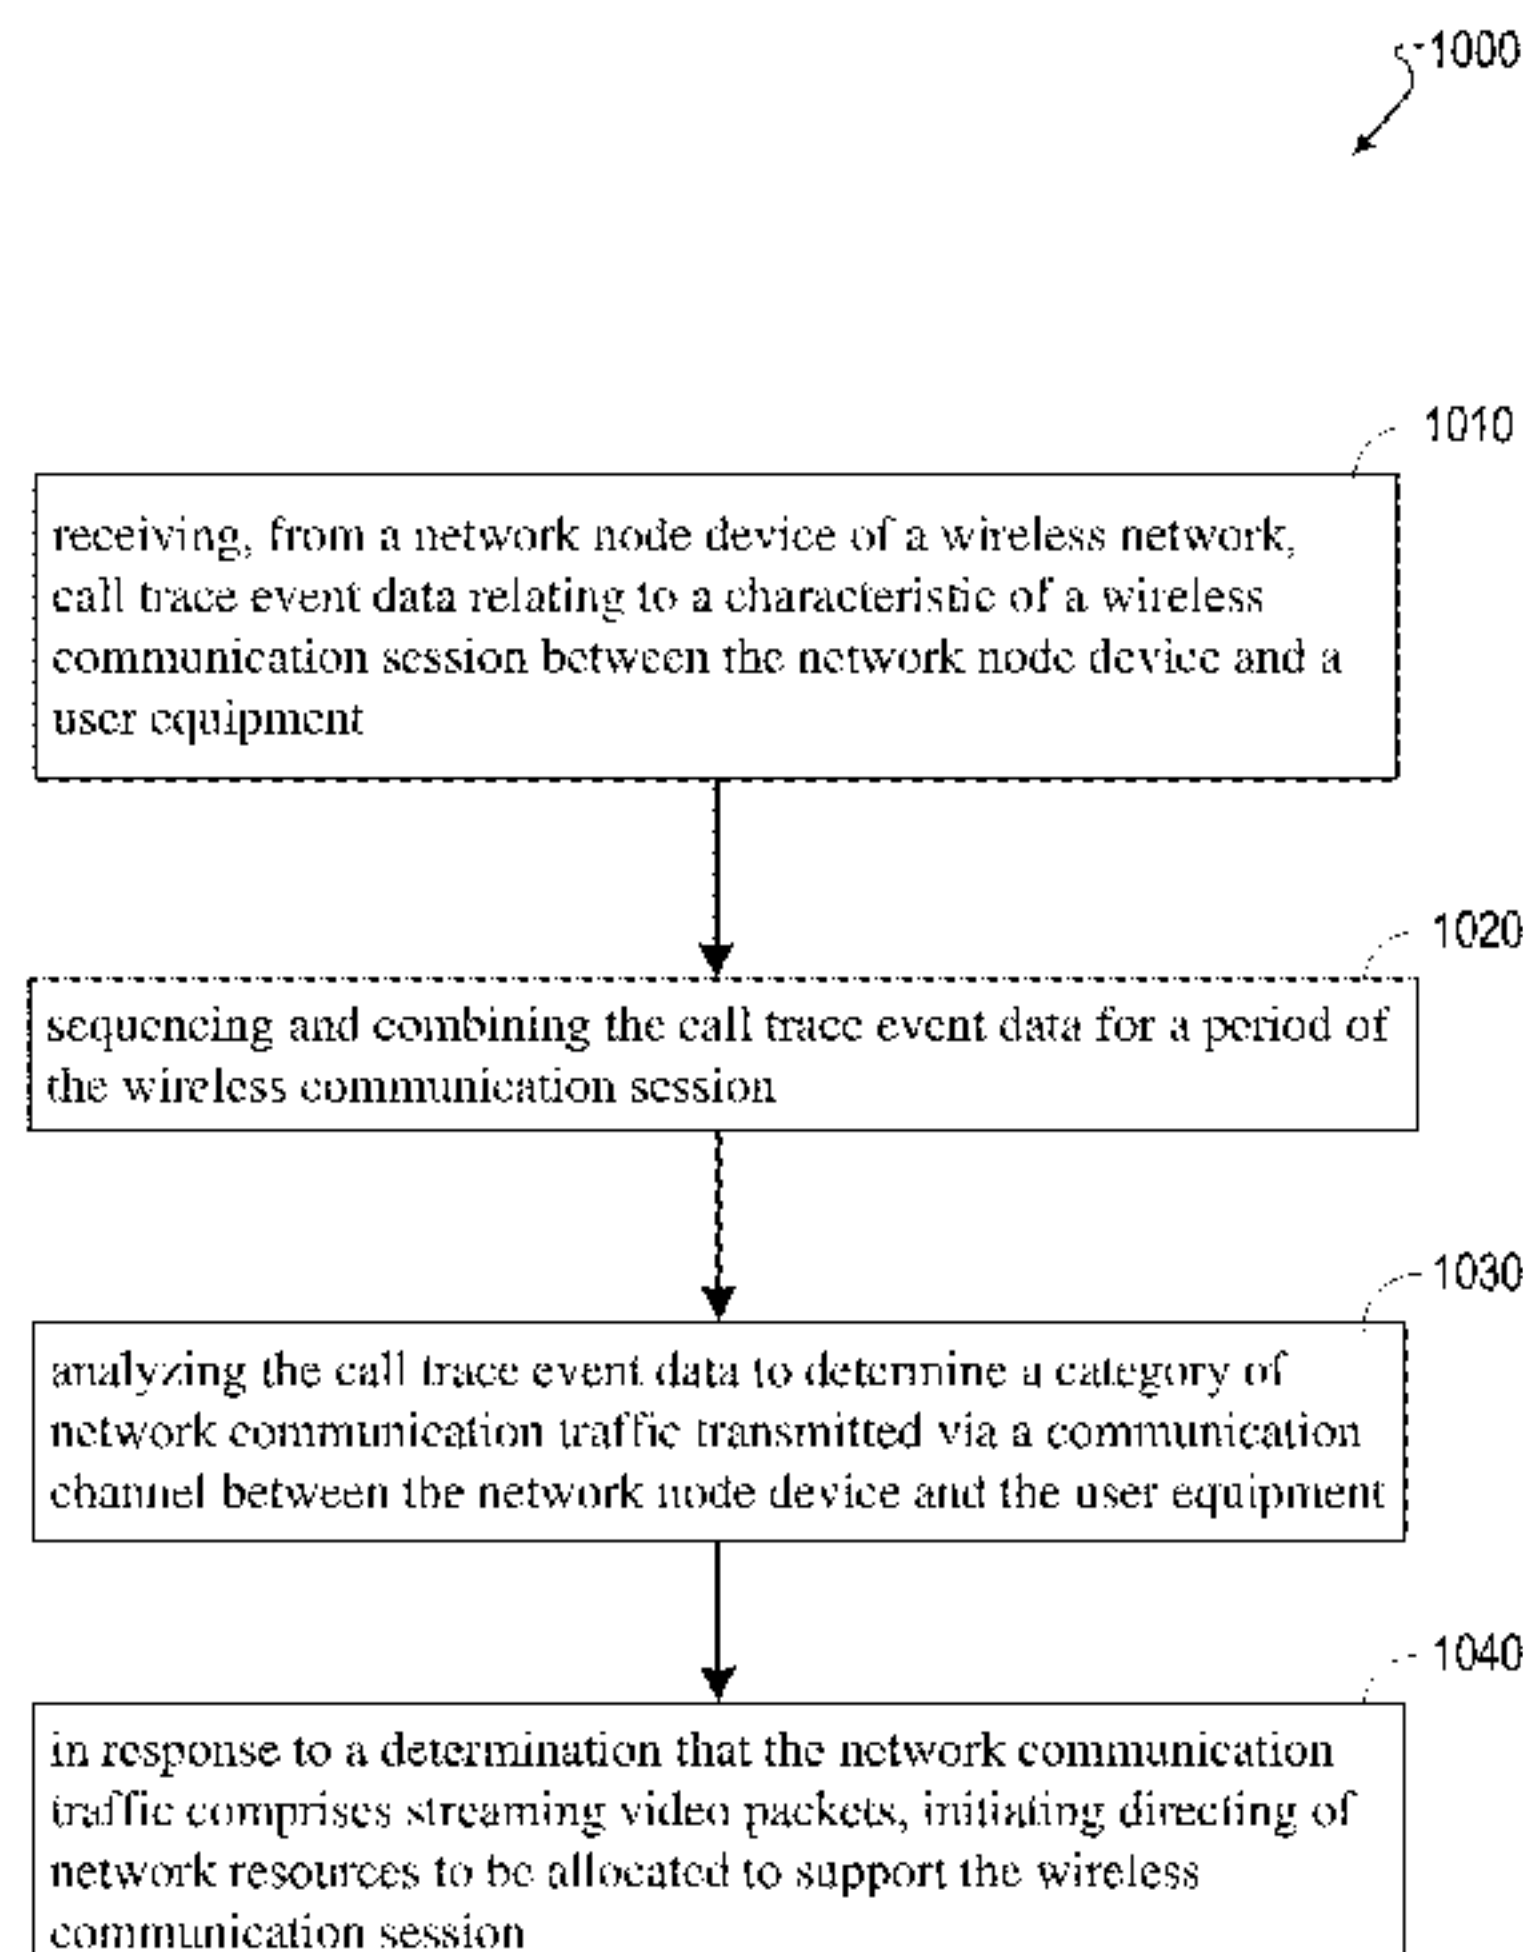 1000
1010
receiving, from a network node device of a wireless network,
call trace event data relating to a characteristic of a wireless
communication session between the network node device and a
user equipment
1020
sequencing and combining the call trace event data for a period of
the wireless communication session
1030
analyzing the call trace event data to determine a category of
network communication traffic transmitted via a communication
channel between the network node device and the user equipment
1040
in response to a determination that the network communication
traffic comprises streaming video packets, initiating directing of
network resources to be allocated to support the wireless
communication session